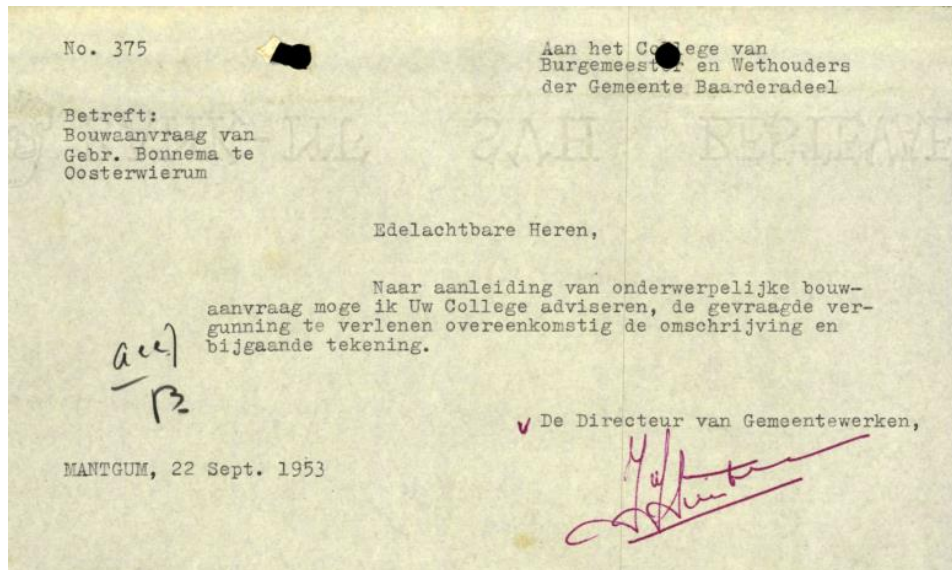 No. 375
Aan het College van
Burgemeester en Wethouders
der Gemeente Baarderadeel
Betreft:
Bouwaanvraag van
Gebr. Bonnema te
Oosterwierum
Edelachtbare Heren,
Naar aanleiding van onderwerpelijke bouw-
aanvraag moge ik Uw College adviseren, de gevraagde ver-
gunning te verlenen overeenkomstig de omschrijving en
bijgaande tekening.
De Directeur van Gemeentewerken,
MANTGUM, 22 Sept. 1953